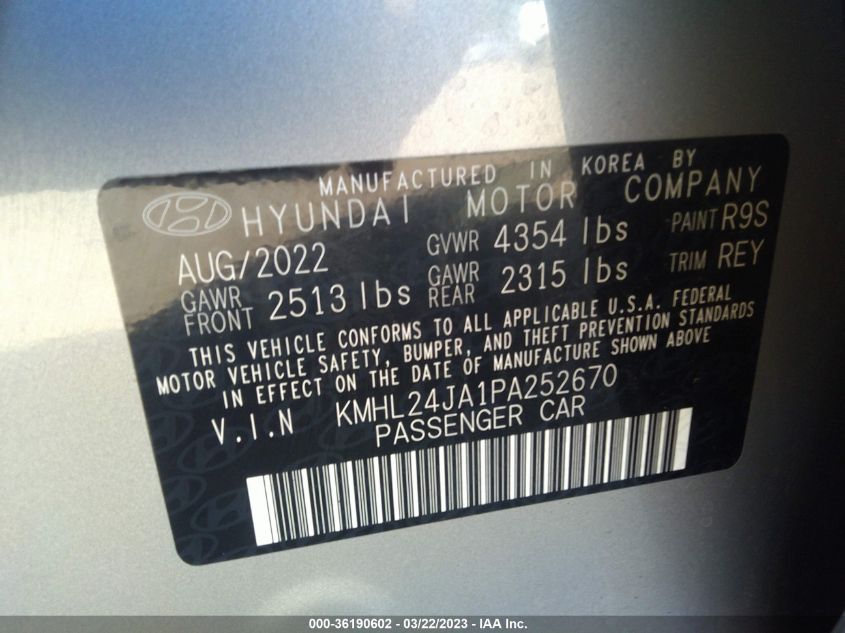 MANUFACTURED IN KOREA BY
HYUNDAI MOTOR COMPANY
AUG/2022 GVWR 4354 lbs PAINT R9S
GAWR FRONT 2513 lbs GAWR REAR 2315 lbs TRIM REY
THIS VEHICLE CONFORMS TO ALL APPLICABLE U.S.A. FEDERAL
MOTOR VEHICLE SAFETY, BUMPER, AND THEFT PREVENTION STANDARDS
IN EFFECT ON THE DATE OF MANUFACTURE SHOWN ABOVE
V.I.N KMHL24JA1PA252670
PASSENGER CAR
000-36190602 - 03/22/2023 - IAA Inc.